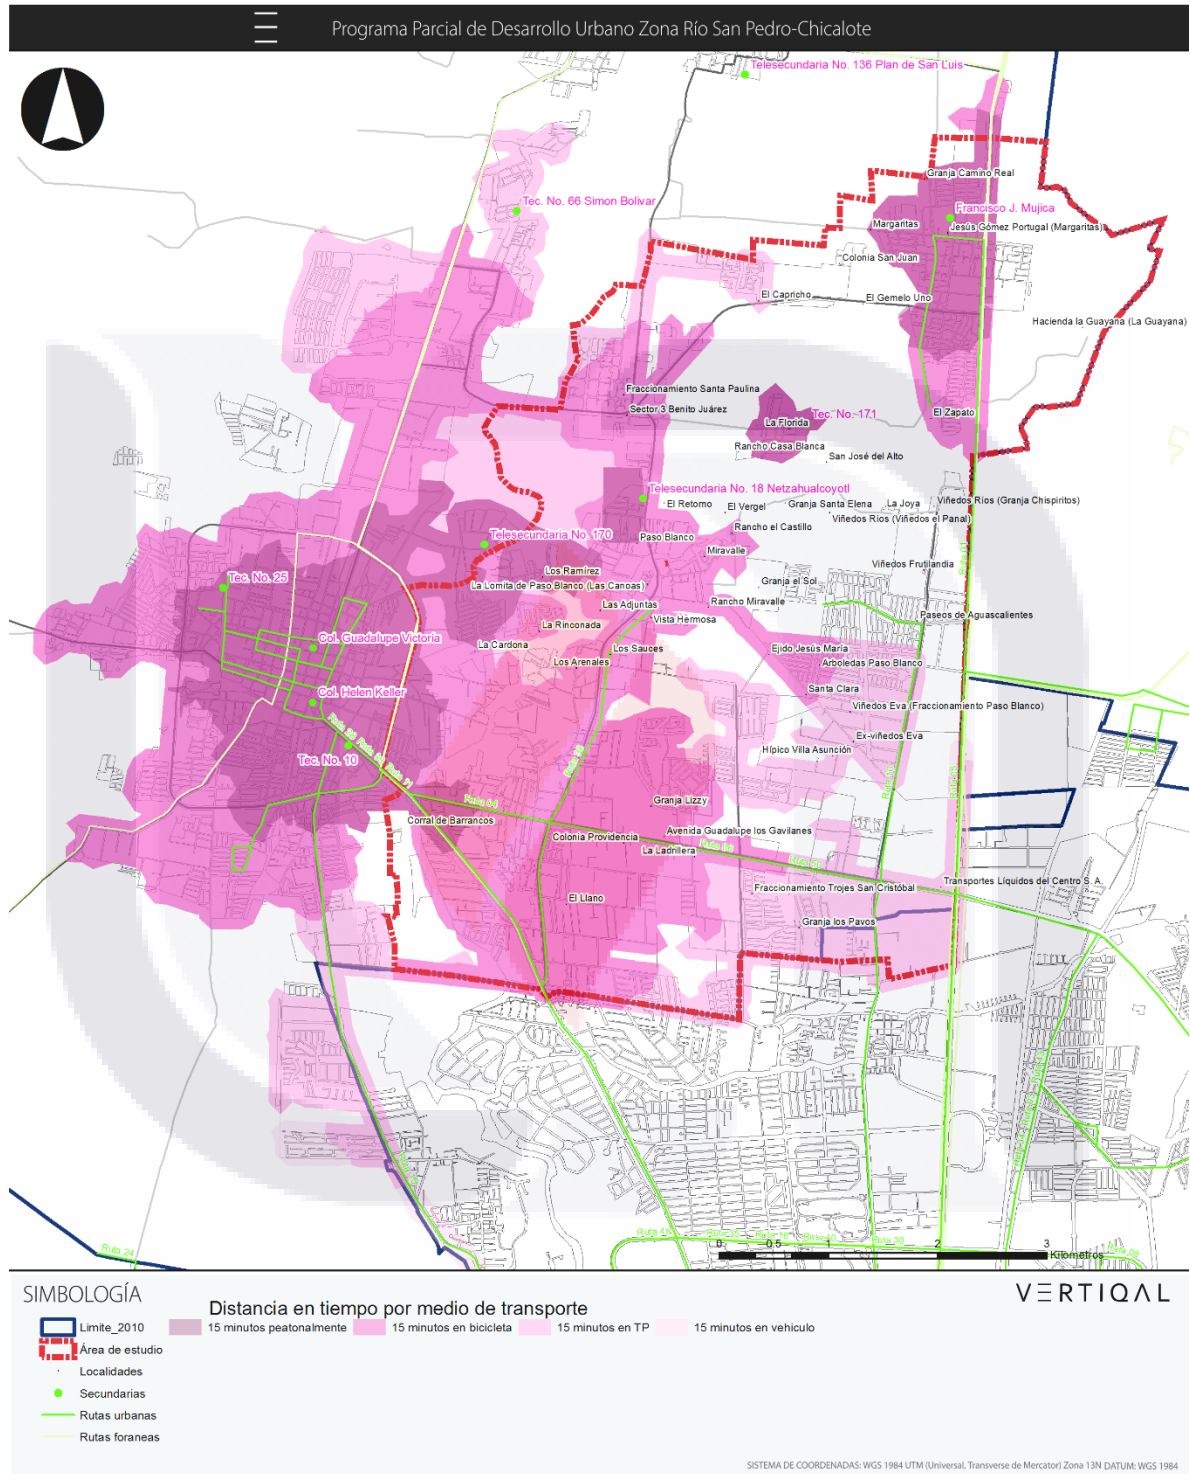 Programa Parcial de Desarrollo Urbano Zona Río San Pedro-Chicalote
Telesecundaria No. 136 Plan de San Luis
Granja Camino Real
Tec. No. 66 Simon Bolivar
Francisco J. Mujica
Margaritas
Jesús Gómez Portugal (Margaritas)
Colonia San Juan
El Capricho
El Gemelo Uno
Hacienda la Guayana (La Guayana)
Fraccionamiento Santa Paulina
Sector 3 Benito Juárez
El Zapato
Tec. No. 171
La Florida
Rancho Casa Blanca
San José del Alto
Telesecundaria No. 18 Netzahualcoyotl
El Retorno
El Vergel
Granja Santa Elena
La Joya
Viñedos Ríos (Granja Chispiritos)
Viñedos Ríos (Viñedos el Panal)
Rancho el Castillo
Telesecundaria No. 170
Paso Blanco
Miravalle
Viñedos Frutilandia
Los Ramírez
Tec. No. 25
La Lomita de Paso Blanco (Las Canoas)
Granja el Sol
Las Adjuntas
Rancho Miravalle
Paseos de Aguascalientes
La Rinconada
Vista Hermosa
Col. Guadalupe Victoria
La Cardona
Los Sauces
Ejido Jesús María
Los Arenales
Arboledas Paso Blanco
Col. Helen Keller
Santa Clara
Viñedos Eva (Fraccionamiento Paso Blanco)
Ex-viñedos Eva
Hípico Villa Asunción
Tec. No. 10
Granja Lizzy
Corral de Barrancos
Colonia Providencia
Avenida Guadalupe los Gavilanes
La Ladrillera
Transportes Líquidos del Centro S. A.
Fraccionamiento Trojes San Cristóbal
El Llano
Granja los Pavos
Ruta 45
Ruta 30
Ruta 24
0
0.5
2
3
Kilometros
SIMBOLOGÍA
VERTIQAL
Distancia en tiempo por medio de transporte
Limite_2010
15 minutos peatonalmente
15 minutos en bicicleta
15 minutos en TP
15 minutos en vehiculo
Área de estudio
Localidades
Secundarias
Rutas urbanas
Rutas foraneas
SISTEMA DE COORDENADAS: WGS 1984 UTM (Universal, Transverse de Mercator) Zona 13N DATUM: WGS 1984